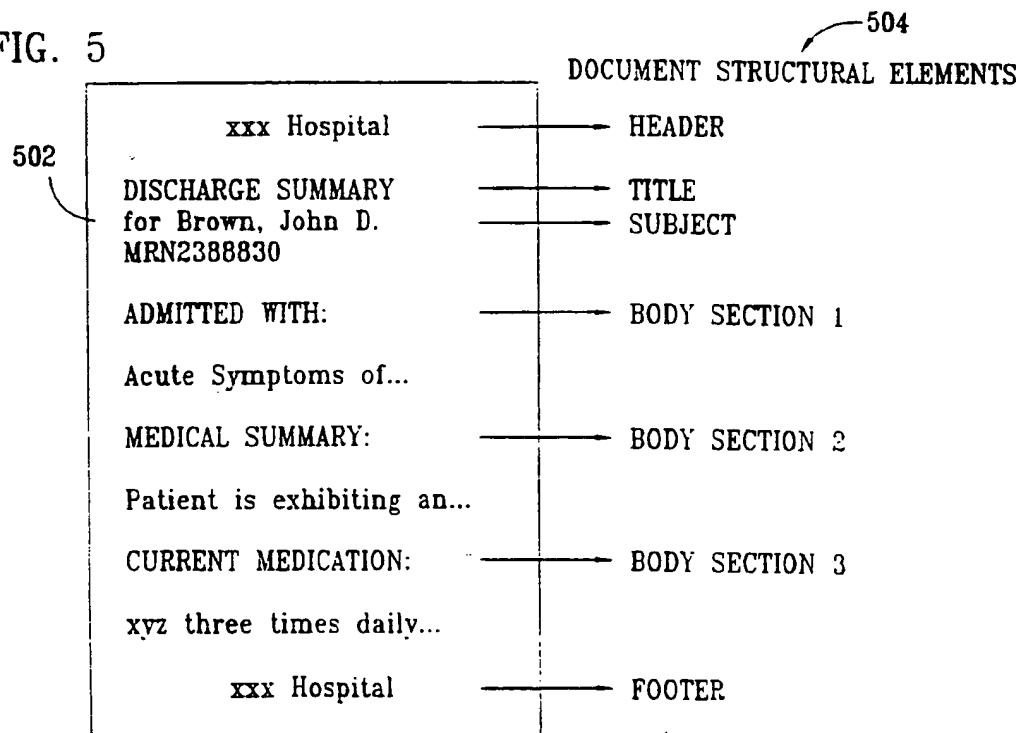 FIG. 5
504
DOCUMENT STRUCTURAL ELEMENTS
xxx Hospital HEADER
502
DISCHARGE SUMMARY TITLE
for Brown, John D. SUBJECT
MRN2388830
ADMITTED WITH: BODY SECTION 1
Acute Symptoms of...
MEDICAL SUMMARY: BODY SECTION 2
Patient is exhibiting an...
CURRENT MEDICATION: BODY SECTION 3
xyz three times daily...
xxx Hospital FOOTER